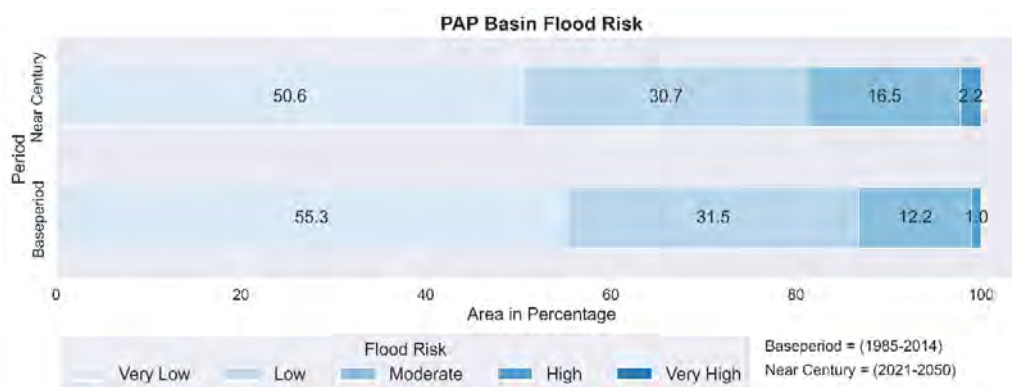 PAP Basin Flood Risk
Near Century
50.6 30.7 16.5 2.2
Period
Baseperiod
55.3 31.5 12.2 1.0
0 20 40 60 80 100
Area in Percentage
Flood Risk
Very Low Low Moderate High Very High
Baseperiod = (1985-2014)
Near Century = (2021-2050)